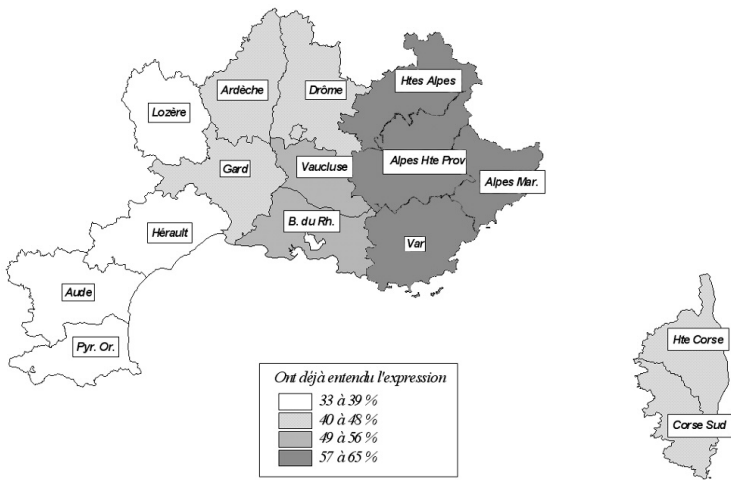 Htes Alpes
Ardèche
Drôme
Lozère
Gard
Vaucluse
Alpes Hte Prov
Alpes Mar.
B. du Rh.
Hérault
Var
Aude
Pyr. Or.
Hte Corse
Corse Sud
Ont déjà entendu l'expression
33 à 39 %
40 à 48 %
49 à 56 %
57 à 65 %